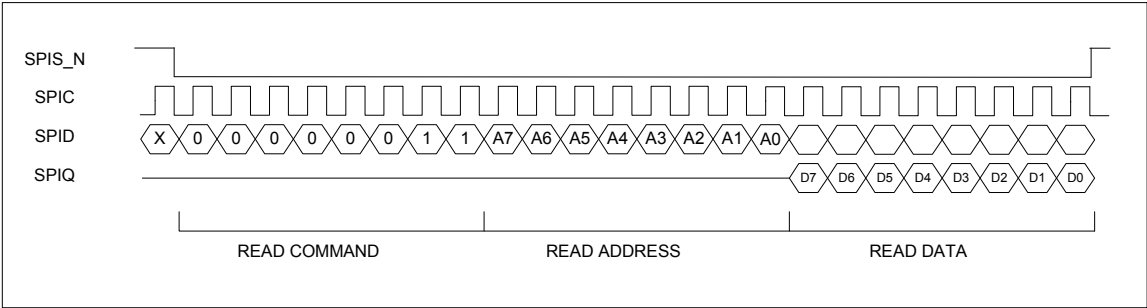 SPIS_N
SPIC
SPID X 0 0 0 0 0 0 1 1 A7 A6 A5 A4 A3 A2 A1 A0
SPIQ D7 D6 D5 D4 D3 D2 D1 D0
READ COMMAND READ ADDRESS READ DATA